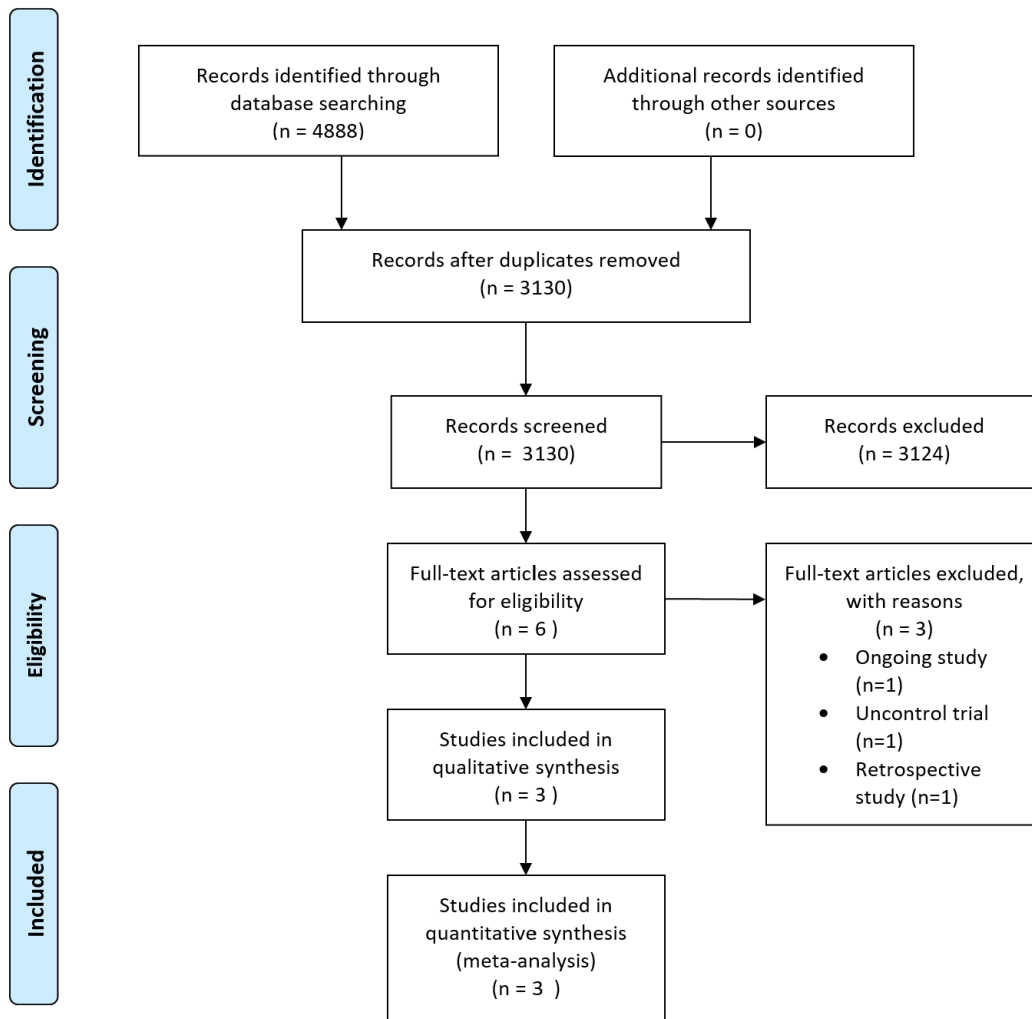 Identification
Records identified through
database searching
(n = 4888)
Additional records identified
through other sources
(n = 0)
Records after duplicates removed
(n = 3130)
Screening
Records screened
(n = 3130)
Records excluded
(n = 3124)
Eligibility
Full-text articles assessed
for eligibility
(n = 6 )
Full-text articles excluded,
with reasons
(n = 3)
• Ongoing study
(n=1)
• Uncontrol trial
(n=1)
• Retrospective
study (n=1)
Studies included in
qualitative synthesis
(n = 3 )
Included
Studies included in
quantitative synthesis
(meta-analysis)
(n = 3 )